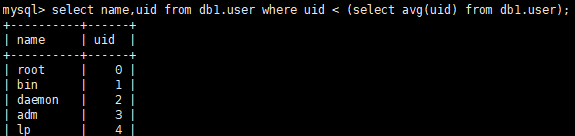 mysql> select name,uid from db1.user where uid < (select avg(uid) from db1.user);
+----------+------+
| name     | uid  |
+----------+------+
| root     |    0 |
| bin      |    1 |
| daemon   |    2 |
| adm      |    3 |
| lp       |    4 |